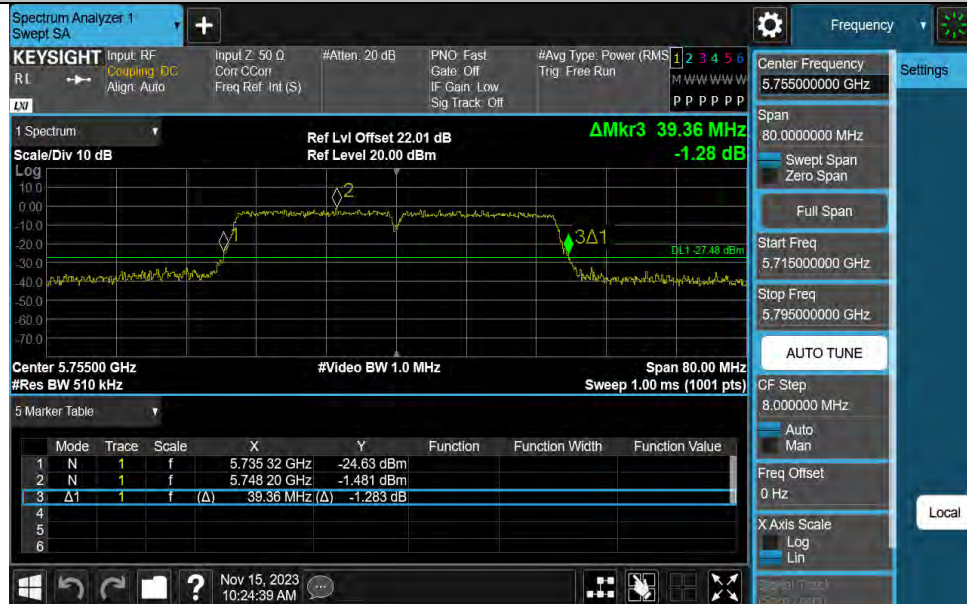 Spectrum Analyzer 1
Swept SA
+
Frequency
KEYSIGHT Input: RF Input Z: 50 Ω #Atten: 20 dB PNO: Fast #Avg Type: Power (RMS 1 2 3 4 5 6
RL Coupling: DC Corr CCorr Gate: Off Trig: Free Run M W W W W W
Align: Auto Freq Ref: Int (S) IF Gain: Low P P P P P P
LXI Sig Track: Off
1 Spectrum
Scale/Div 10 dB
Ref Lvl Offset 22.01 dB
Ref Level 20.00 dBm
ΔMkr3 39.36 MHz
-1.28 dB
Log
10.0
0.00
-10.0
-20.0
-30.0
-40.0
-50.0
-60.0
-70.0
1
2
3Δ1
DL1 -27.48 dBm
Center 5.75500 GHz #Video BW 1.0 MHz Span 80.00 MHz
#Res BW 510 kHz Sweep 1.00 ms (1001 pts)
5 Marker Table
Mode Trace Scale X Y Function Function Width Function Value
1 N 1 f 5.735 32 GHz -24.63 dBm
2 N 1 f 5.748 20 GHz -1.481 dBm
3 Δ1 1 f (Δ) 39.36 MHz (Δ) -1.283 dB
4
5
6
Center Frequency
5.755000000 GHz
Settings
Span
80.0000000 MHz
Swept Span
Zero Span
Full Span
Start Freq
5.715000000 GHz
Stop Freq
5.795000000 GHz
AUTO TUNE
CF Step
8.000000 MHz
Auto
Man
Freq Offset
0 Hz
X Axis Scale
Log
Lin
Local
? Nov 15, 2023
10:24:39 AM